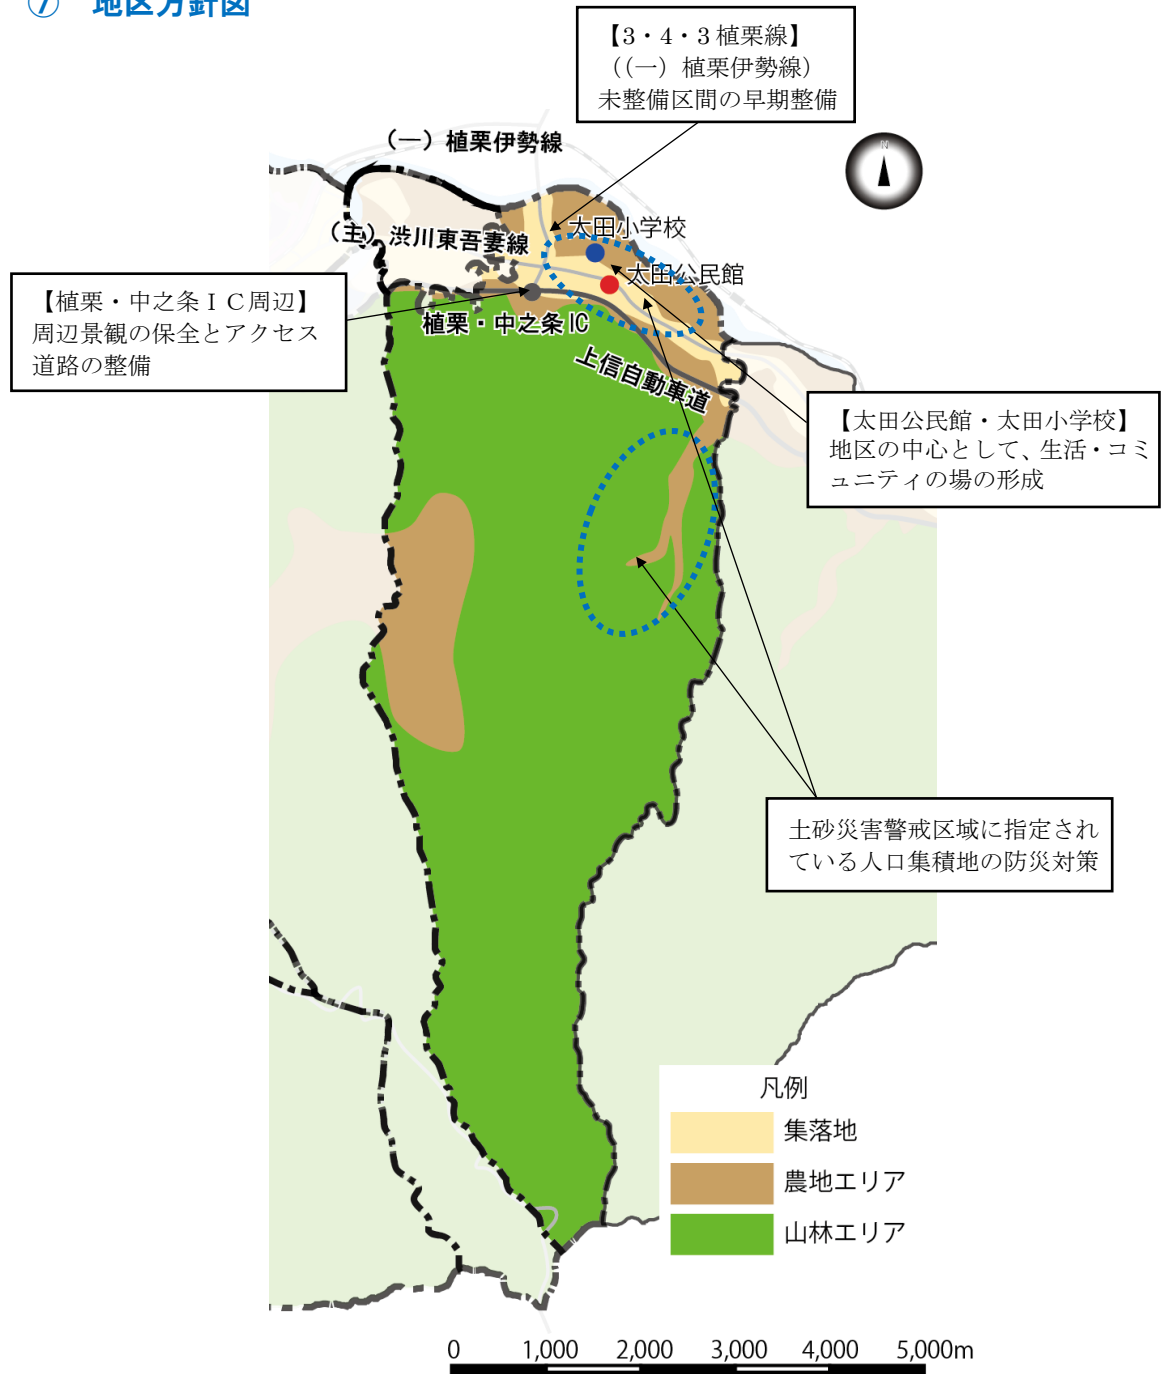 ⑦ 地区方針図
【3・4・3植栗線】
((一)植栗伊勢線)
未整備区間の早期整備
(一)植栗伊勢線
N
太田小学校
(主)渋川東吾妻線
太田公民館
【植栗・中之条ＩＣ周辺】
周辺景観の保全とアクセス
道路の整備
植栗・中之条IC
上信自動車道
【太田公民館・太田小学校】
地区の中心として、生活・コミ
ュニティの場の形成
土砂災害警戒区域に指定され
ている人口集積地の防災対策
凡例
集落地
農地エリア
山林エリア
0 1,000 2,000 3,000 4,000 5,000m